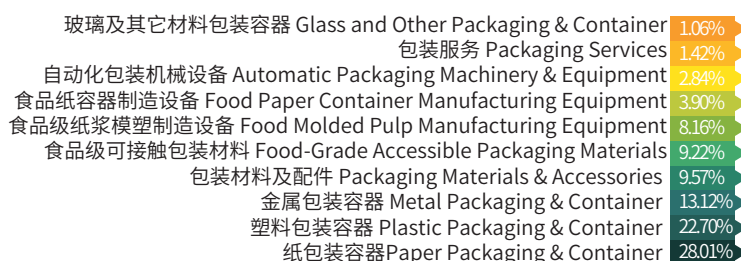 玻璃及其它材料包装容器 Glass and Other Packaging & Container 1.06%
包装服务 Packaging Services 1.42%
自动化包装机械设备 Automatic Packaging Machinery & Equipment 2.84%
食品纸容器制造设备 Food Paper Container Manufacturing Equipment 3.90%
食品级纸浆模塑制造设备 Food Molded Pulp Manufacturing Equipment 8.16%
食品级可接触包装材料 Food-Grade Accessible Packaging Materials 9.22%
包装材料及配件 Packaging Materials & Accessories 9.57%
金属包装容器 Metal Packaging & Container 13.12%
塑料包装容器 Plastic Packaging & Container 22.70%
纸包装容器Paper Packaging & Container 28.01%